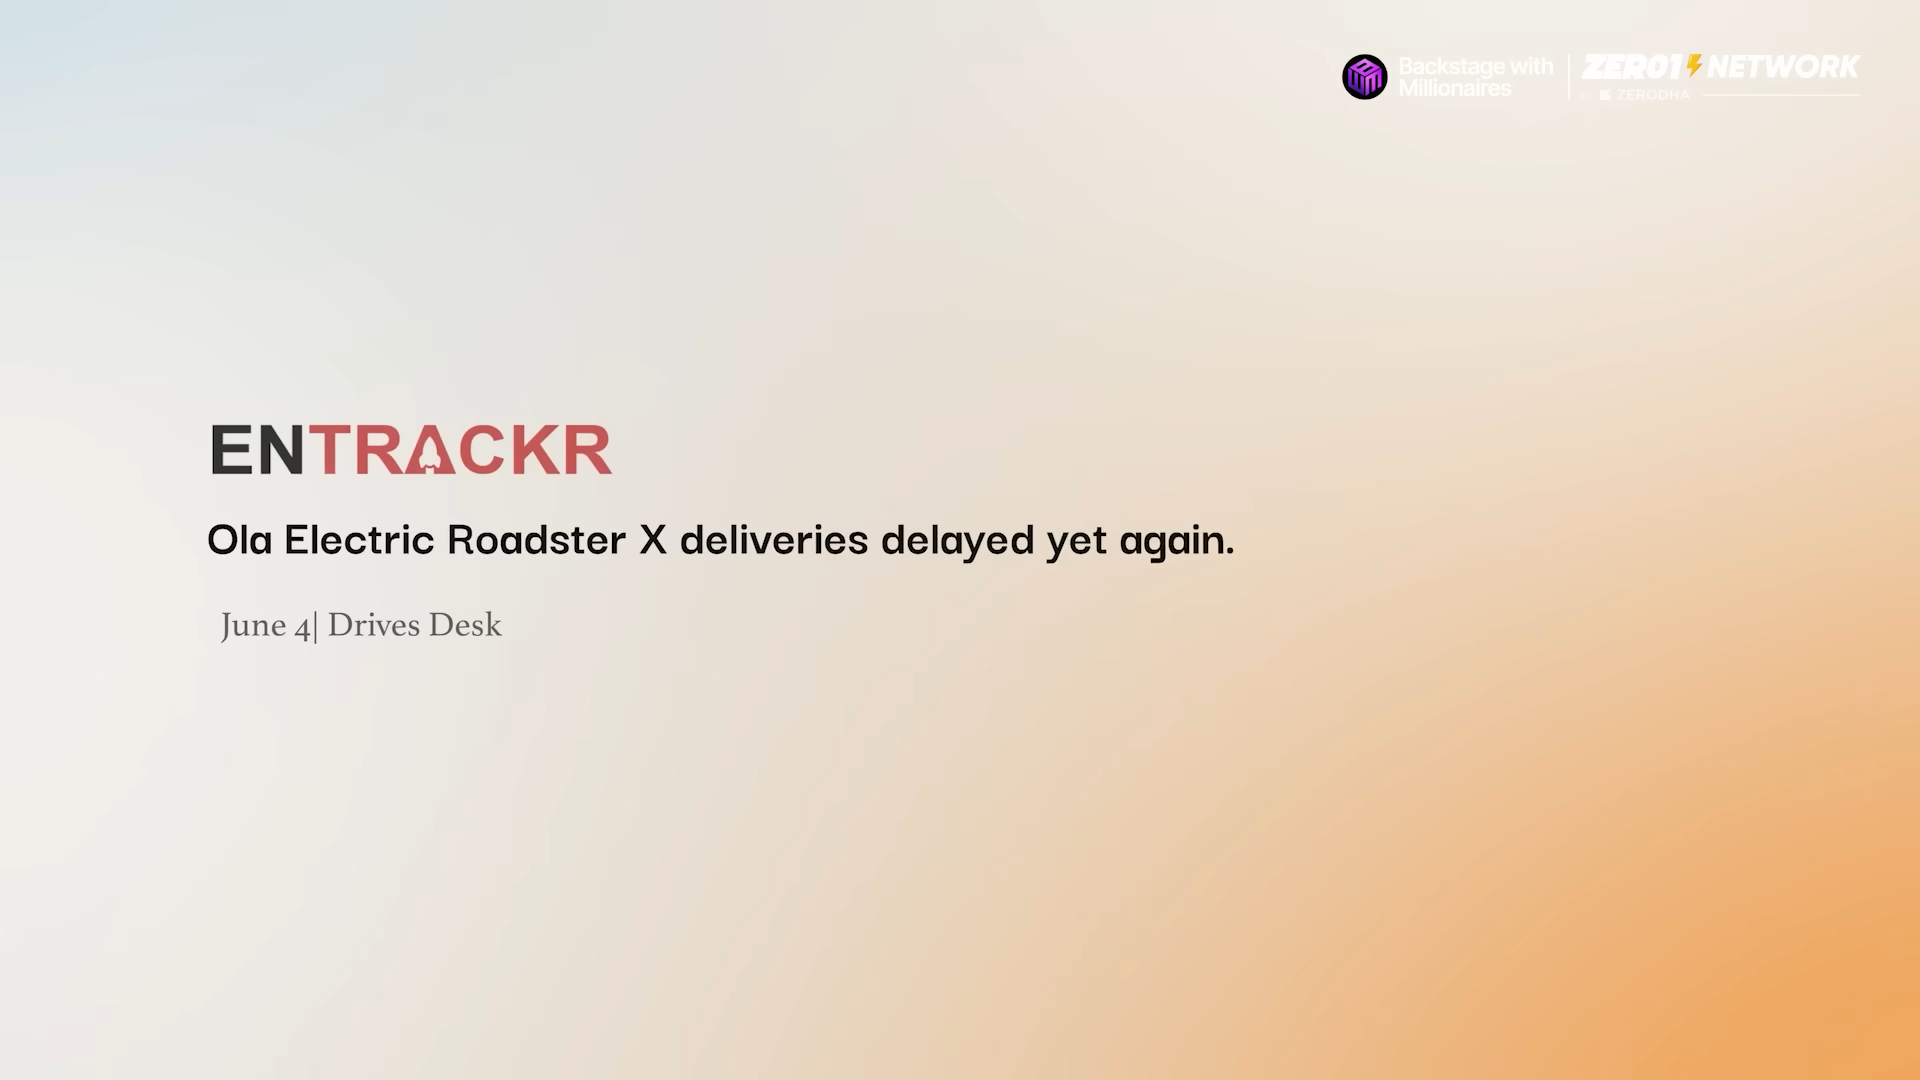 Backstage with
Millionaires
ZERO1 NETWORK
ZERODHA
ENTRACKR
Ola Electric Roadster X deliveries delayed yet again.
June 4| Drives Desk